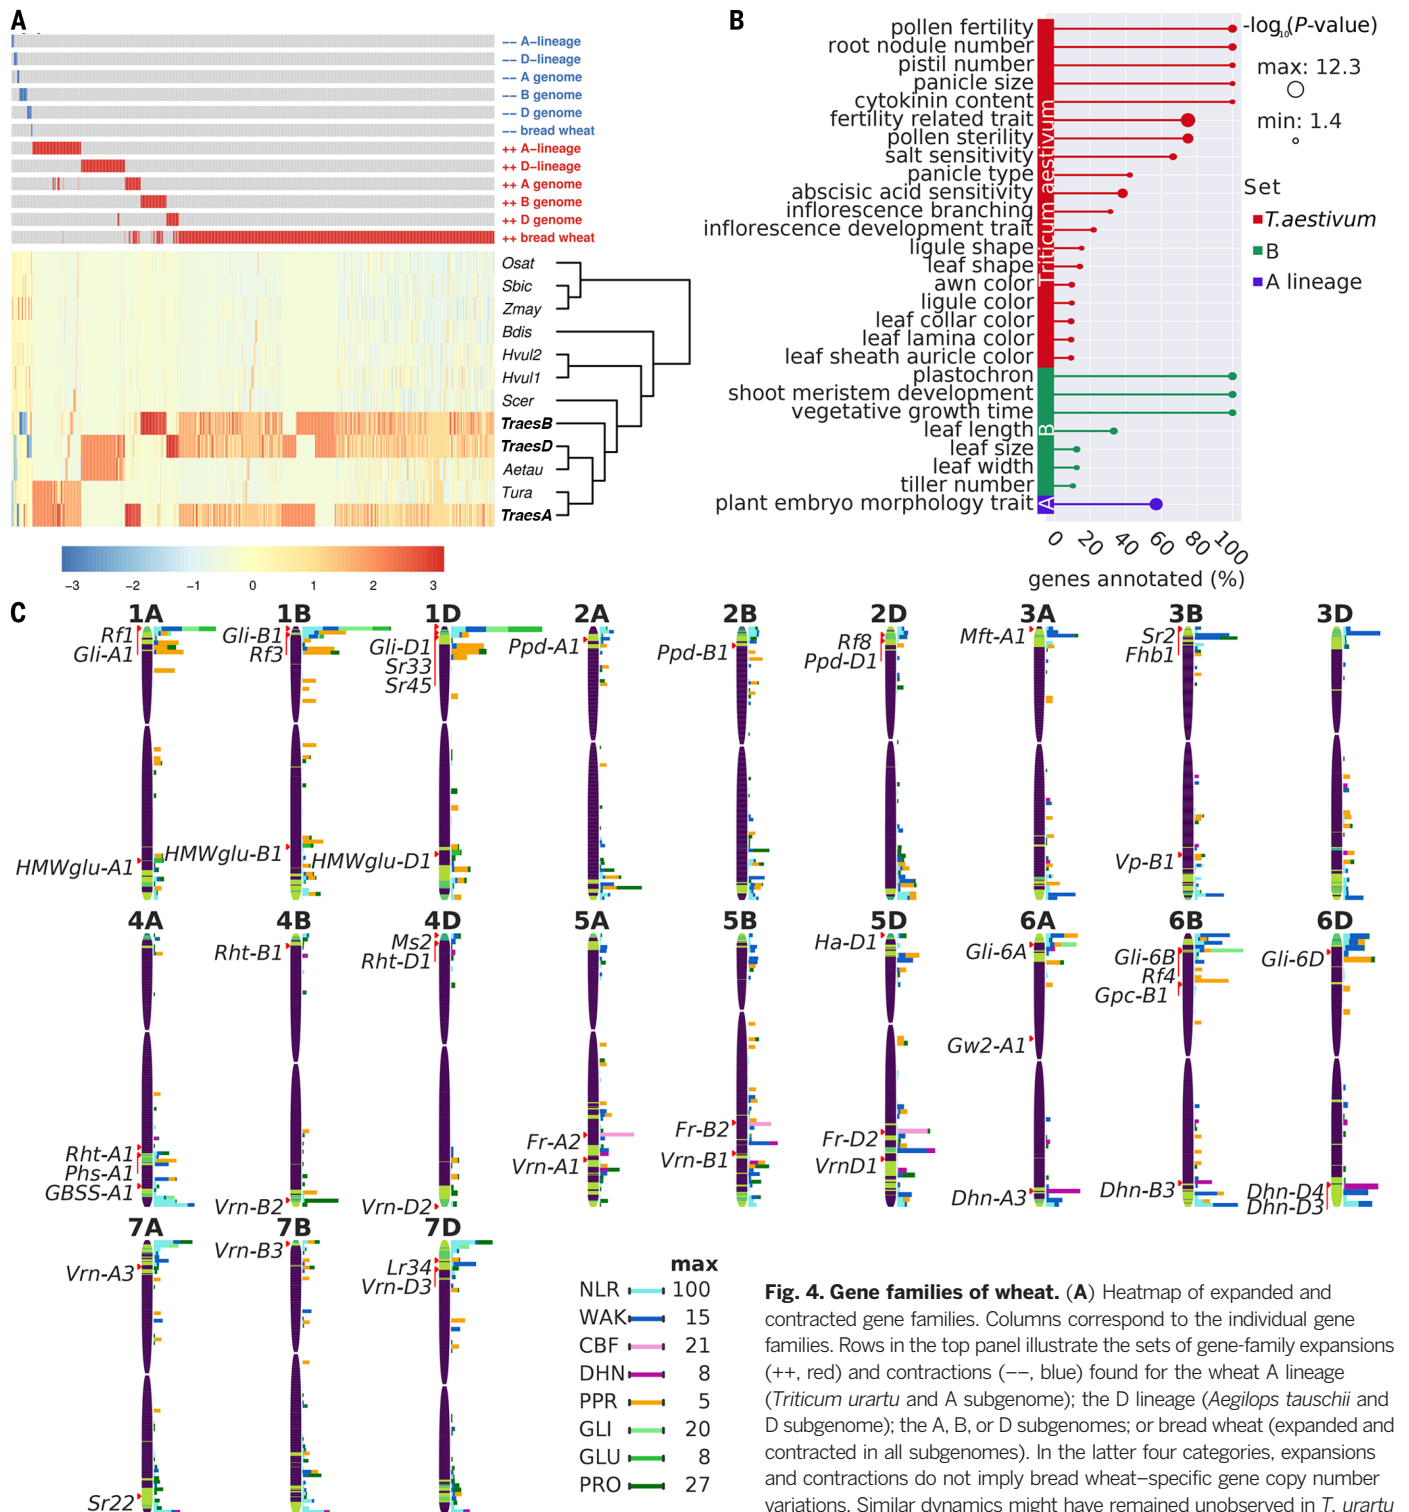 A
−− A−lineage
−− D−lineage
−− A genome
−− B genome
−− D genome
−− bread wheat
++ A−lineage
++ D−lineage
++ A genome
++ B genome
++ D genome
++ bread wheat
Osat
Sbic
Zmay
Bdis
Hvul2
Hvul1
Scer
TraesB
TraesD
Aetau
Tura
TraesA
−3 −2 −1 0 1 2 3
B
pollen fertility
root nodule number
pistil number
panicle size
cytokinin content
fertility related trait
pollen sterility
salt sensitivity
panicle type
abscisic acid sensitivity
inflorescence branching
inflorescence development trait
ligule shape
leaf shape
awn color
ligule color
leaf collar color
leaf lamina color
leaf sheath auricle color
plastochron
shoot meristem development
vegetative growth time
leaf length
leaf size
leaf width
tiller number
plant embryo morphology trait
Triticum aestivum
B
A
0 20 40 60 80 100
genes annotated (%)
-log10(P-value)
max: 12.3
min: 1.4
Set
T.aestivum
B
A lineage
C
1A 1B 1D 2A 2B 2D 3A 3B 3D
Rf1
Gli-A1
HMWglu-A1
Gli-B1
Rf3
HMWglu-B1
Gli-D1
Sr33
Sr45
HMWglu-D1
Ppd-A1
Ppd-B1
Rf8
Ppd-D1
Mft-A1
Sr2
Fhb1
Vp-B1
4A 4B 4D 5A 5B 5D 6A 6B 6D
Rht-A1
Phs-A1
GBSS-A1
Rht-B1
Vrn-B2
Ms2
Rht-D1
Vrn-D2
Fr-A2
Vrn-A1
Fr-B2
Vrn-B1
Ha-D1
Fr-D2
VrnD1
Gli-6A
Gw2-A1
Dhn-A3
Gli-6B
Rf4
Gpc-B1
Dhn-B3
Gli-6D
Dhn-D4
Dhn-D3
7A 7B 7D
Vrn-A3
Sr22
Vrn-B3
Lr34
Vrn-D3
max
NLR 100
WAK 15
CBF 21
DHN 8
PPR 5
GLI 20
GLU 8
PRO 27
Fig. 4. Gene families of wheat. (A) Heatmap of expanded and
contracted gene families. Columns correspond to the individual gene
families. Rows in the top panel illustrate the sets of gene-family expansions
(++, red) and contractions (−−, blue) found for the wheat A lineage
(Triticum urartu and A subgenome); the D lineage (Aegilops tauschii and
D subgenome); the A, B, or D subgenomes; or bread wheat (expanded and
contracted in all subgenomes). In the latter four categories, expansions
and contractions do not imply bread wheat–specific gene copy number
variations. Similar dynamics might have remained unobserved in T. urartu